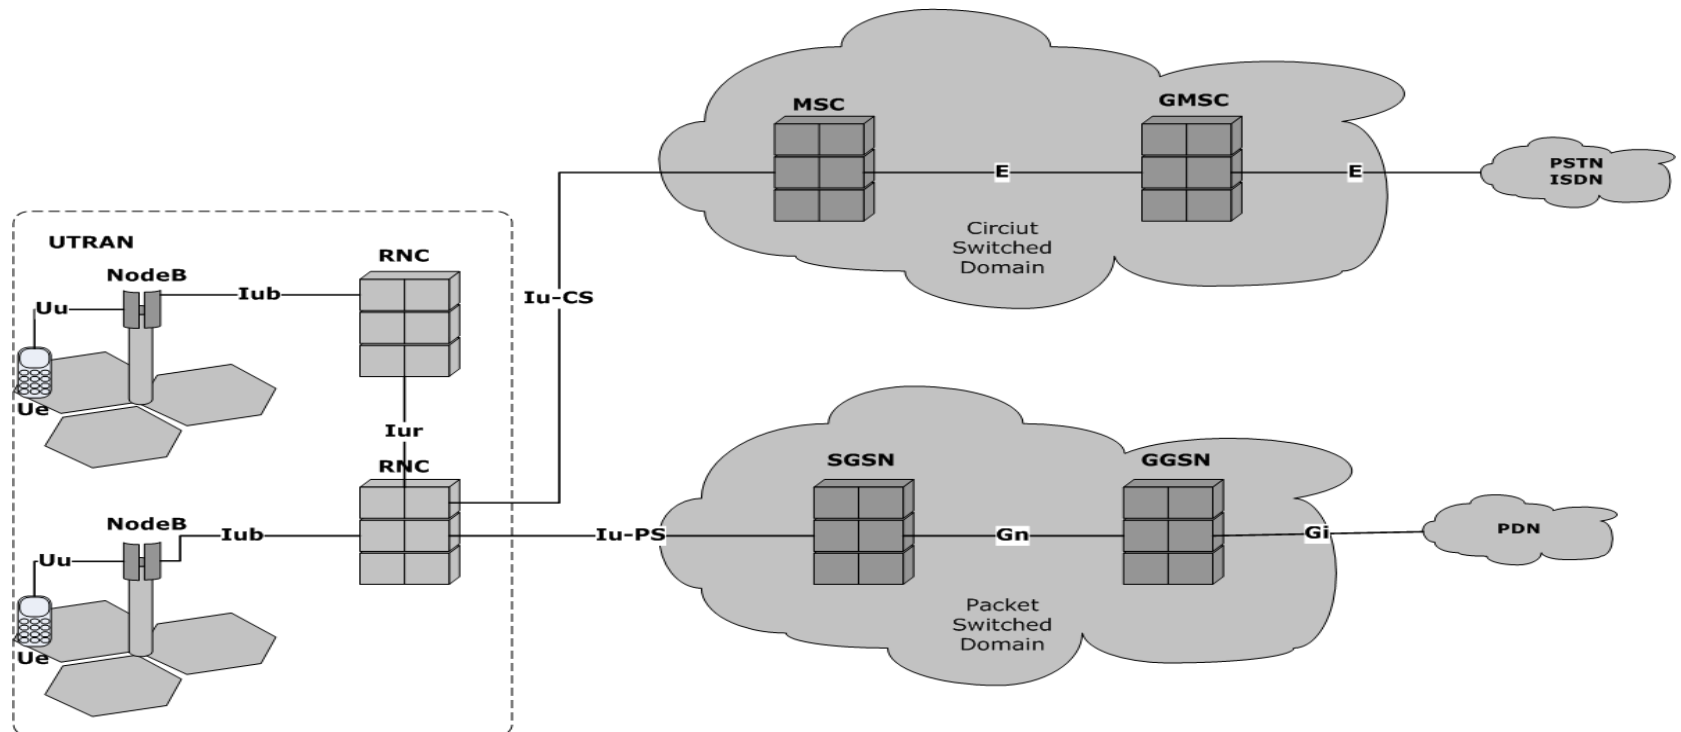 MSC
GMSC
E
E
PSTN
ISDN
Circiut
Switched
Domain
UTRAN
NodeB
RNC
Uu
Iub
Iu-CS
Ue
Iur
RNC
NodeB
Uu
Iub
Ue
Iu-PS
SGSN
GGSN
Gn
Gi
PDN
Packet
Switched
Domain